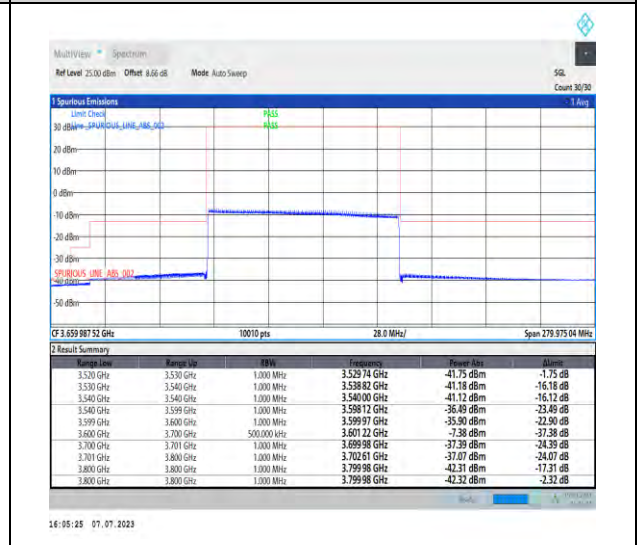 MultiView Spectrum
Ref Level 25.00 dBm Offset 8.66 dB Mode Auto Sweep SGL
Count 30/30
1 Spurious Emissions 1 Avg
Limit Check PASS
30 dBm Line _SPURIOUS_LINE_ABS_002 PASS
20 dBm
10 dBm
0 dBm
-10 dBm
-20 dBm
-30 dBm
SPURIOUS_LINE_ABS_002
-40 dBm
-50 dBm
CF 3.659 987 52 GHz 10010 pts 28.0 MHz/ Span 279.975 04 MHz
2 Result Summary
Range Low Range Up RBW Frequency Power Abs ΔLimit
3.520 GHz 3.530 GHz 1.000 MHz 3.529 74 GHz -41.75 dBm -1.75 dB
3.530 GHz 3.540 GHz 1.000 MHz 3.538 82 GHz -41.18 dBm -16.18 dB
3.540 GHz 3.540 GHz 1.000 MHz 3.540 00 GHz -41.12 dBm -16.12 dB
3.540 GHz 3.599 GHz 1.000 MHz 3.598 12 GHz -36.49 dBm -23.49 dB
3.599 GHz 3.600 GHz 1.000 MHz 3.599 97 GHz -35.90 dBm -22.90 dB
3.600 GHz 3.700 GHz 500.000 kHz 3.601 22 GHz -7.38 dBm -37.38 dB
3.700 GHz 3.701 GHz 1.000 MHz 3.699 98 GHz -37.39 dBm -24.39 dB
3.701 GHz 3.800 GHz 1.000 MHz 3.702 61 GHz -37.07 dBm -24.07 dB
3.800 GHz 3.800 GHz 1.000 MHz 3.799 98 GHz -42.31 dBm -17.31 dB
3.800 GHz 3.800 GHz 1.000 MHz 3.799 98 GHz -42.32 dBm -2.32 dB
16:05:25 07.07.2023